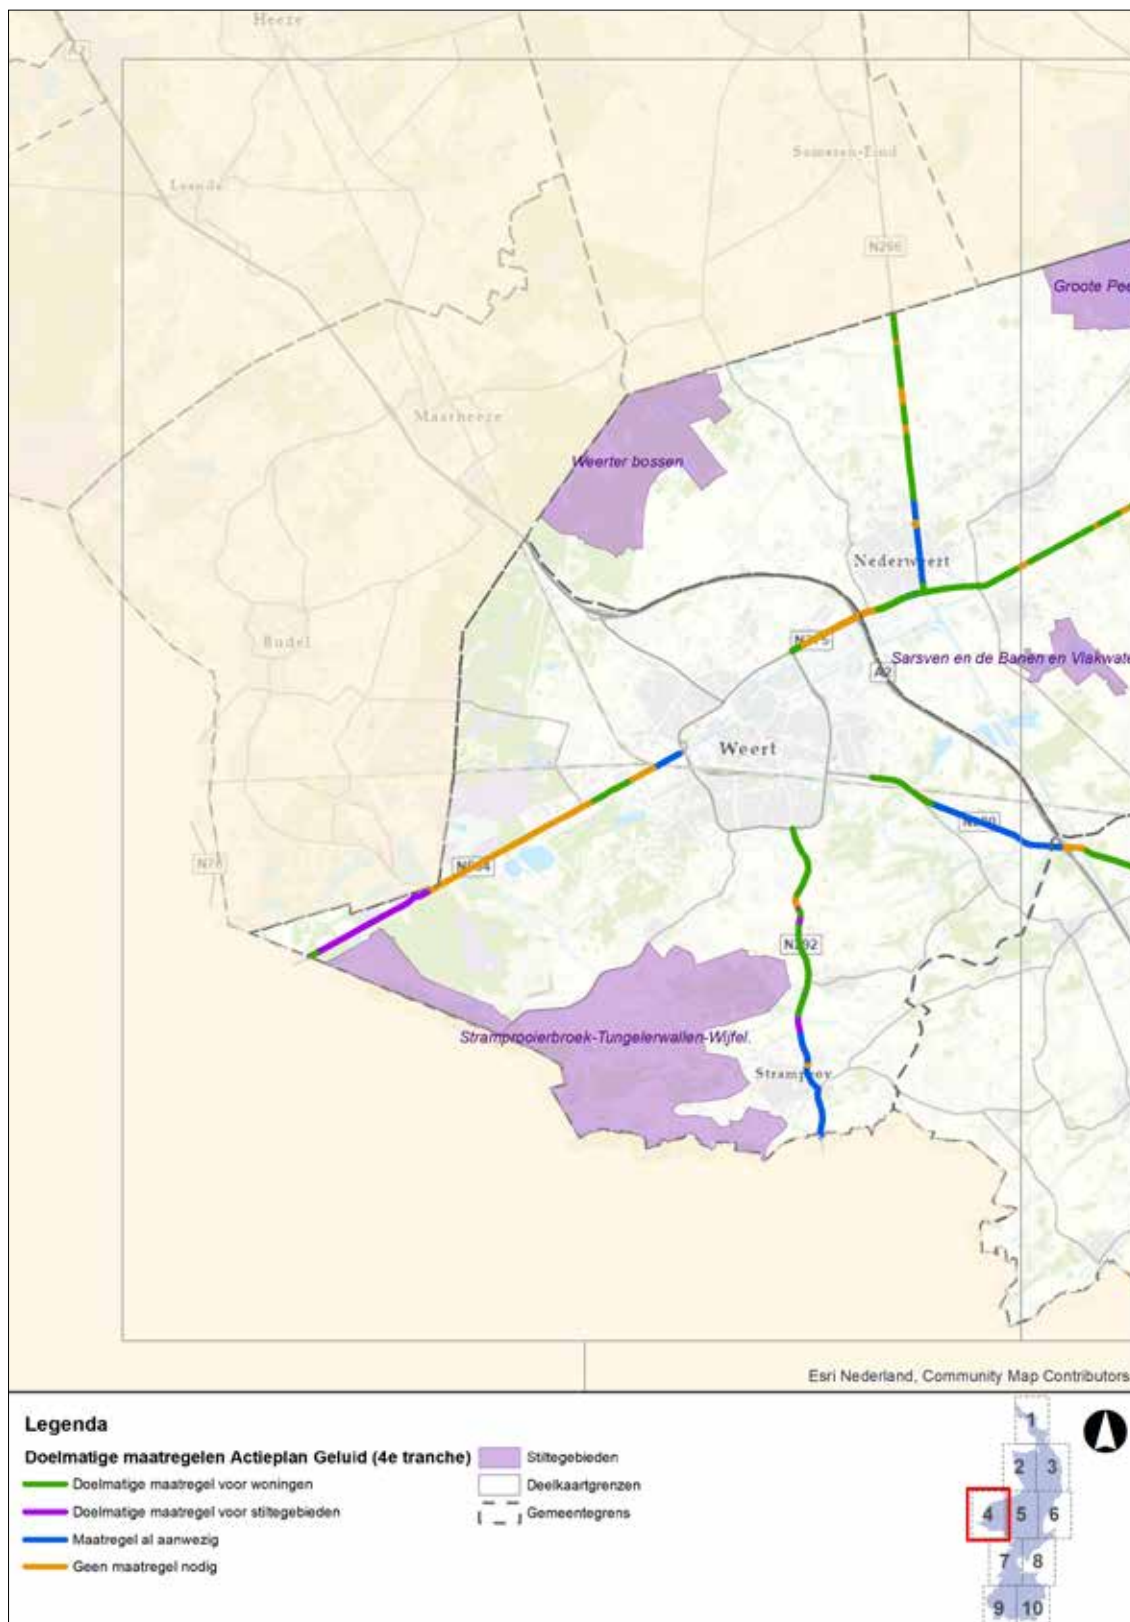 Heeze
Leende
Someren-Eind
N266
Groote Pee
Maarheeze
Weerter bossen
Nederweert
N275
Budel
Sarsven en de Banen en Vlakwate
A2
Weert
N280
N564
N292
Stramprooierbroek-Tungelerwallen-Wijfel.
Stramproy
Esri Nederland, Community Map Contributors
Legenda
Doelmatige maatregelen Actieplan Geluid (4e tranche)
Doelmatige maatregel voor woningen
Doelmatige maatregel voor stiltegebieden
Maatregel al aanwezig
Geen maatregel nodig
Stiltegebieden
Deelkaartgrenzen
Gemeentegrens
1
2 3
4 5 6
7 8
9 10